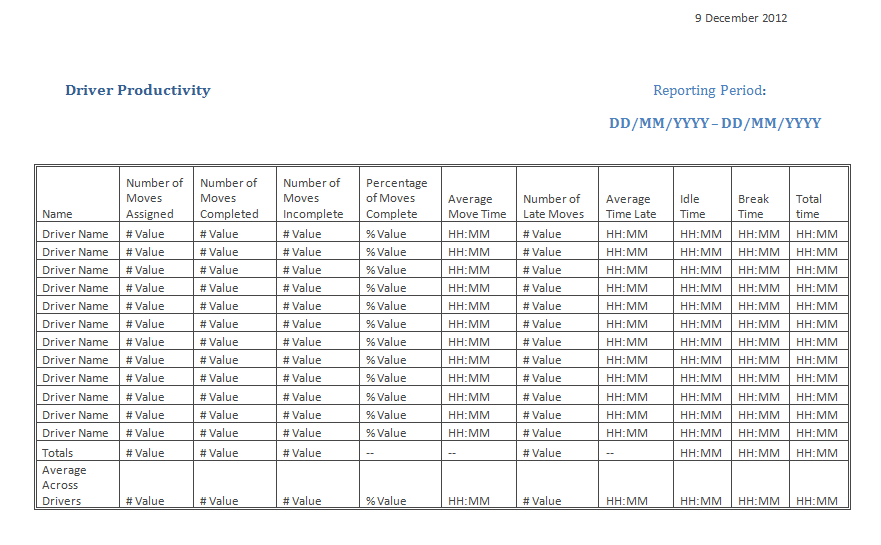 9 December 2012
Driver Productivity Reporting Period:
DD/MM/YYYY – DD/MM/YYYY
Name Number of Moves Assigned Number of Moves Completed Number of Moves Incomplete Percentage of Moves Complete Average Move Time Number of Late Moves Average Time Late Idle Time Break Time Total time
Driver Name # Value # Value # Value % Value HH:MM # Value HH:MM HH:MM HH:MM HH:MM
Driver Name # Value # Value # Value % Value HH:MM # Value HH:MM HH:MM HH:MM HH:MM
Driver Name # Value # Value # Value % Value HH:MM # Value HH:MM HH:MM HH:MM HH:MM
Driver Name # Value # Value # Value % Value HH:MM # Value HH:MM HH:MM HH:MM HH:MM
Driver Name # Value # Value # Value % Value HH:MM # Value HH:MM HH:MM HH:MM HH:MM
Driver Name # Value # Value # Value % Value HH:MM # Value HH:MM HH:MM HH:MM HH:MM
Driver Name # Value # Value # Value % Value HH:MM # Value HH:MM HH:MM HH:MM HH:MM
Driver Name # Value # Value # Value % Value HH:MM # Value HH:MM HH:MM HH:MM HH:MM
Driver Name # Value # Value # Value % Value HH:MM # Value HH:MM HH:MM HH:MM HH:MM
Driver Name # Value # Value # Value % Value HH:MM # Value HH:MM HH:MM HH:MM HH:MM
Driver Name # Value # Value # Value % Value HH:MM # Value HH:MM HH:MM HH:MM HH:MM
Driver Name # Value # Value # Value % Value HH:MM # Value HH:MM HH:MM HH:MM HH:MM
Totals # Value # Value # Value -- -- # Value -- HH:MM HH:MM HH:MM
Average Across Drivers # Value # Value # Value % Value HH:MM # Value HH:MM HH:MM HH:MM HH:MM